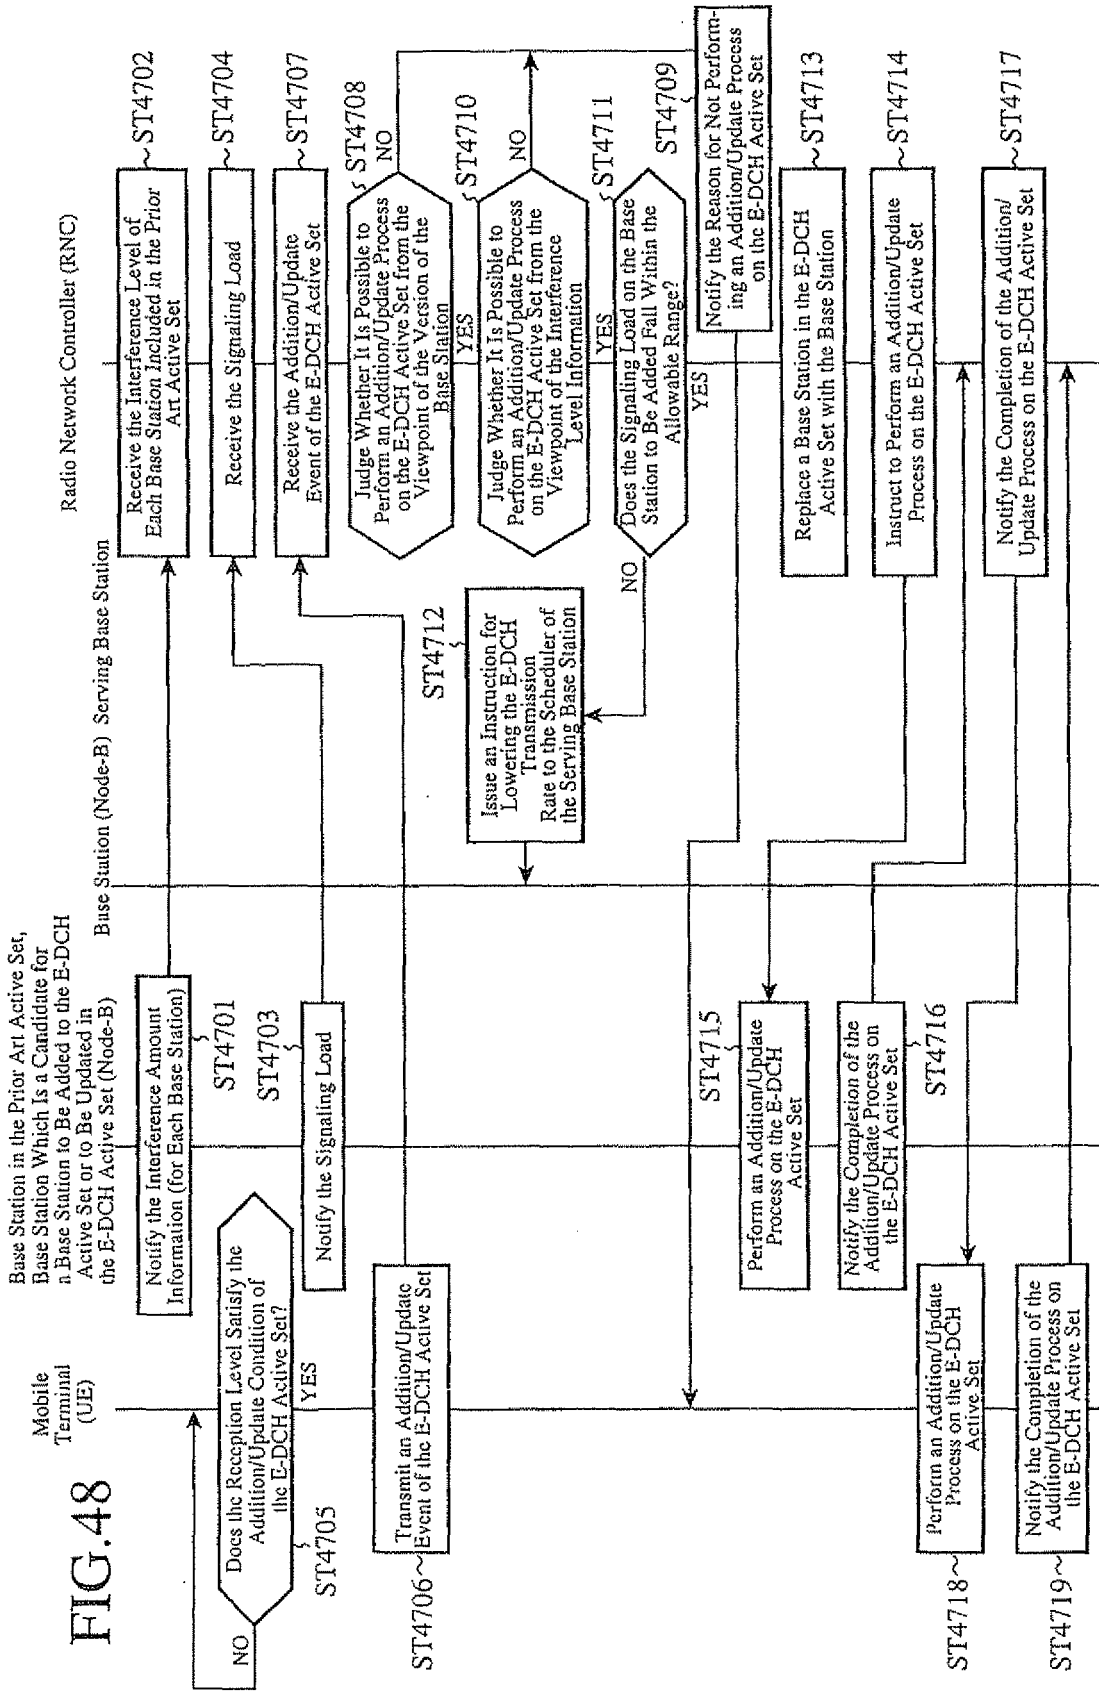 FIG.48
Mobile
Terminal
(UE)
Base Station in the Prior Art Active Set,
Base Station Which Is a Candidate for
a Base Station to Be Added to the E-DCH
Active Set or to Be Updated in
the E-DCH Active Set (Node-B)
Base Station (Node-B) Serving Base Station
Radio Network Controller (RNC)
Notify the Interference Amount
Information (for Each Base Station)
ST4701
Receive the Interference Level of
Each Base Station Included in the Prior
Art Active Set
ST4702
Notify the Signaling Load
ST4703
Receive the Signaling Load
ST4704
Does the Reception Level Satisfy the
Addition/Update Condition of
the E-DCH Active Set?
NO
YES
ST4705
Transmit an Addition/Update
Event of the E-DCH Active Set
ST4706
Receive the Addition/Update
Event of the E-DCH Active Set
ST4707
Judge Whether It Is Possible to
Perform an Addition/Update Process
on the E-DCH Active Set from the
Viewpoint of the Version of the
Base Station
ST4708
NO
YES
Judge Whether It Is Possible to
Perform an Addition/Update Process
on the E-DCH Active Set from the
Viewpoint of the Interference
Level Information
ST4710
NO
YES
Does the Signaling Load on the Base
Station to Be Added Fall Within the
Allowable Range?
ST4711
NO
YES
Issue an Instruction for
Lowering the E-DCH
Transmission
Rate to the Scheduler of
the Serving Base Station
ST4712
Notify the Reason for Not Perform-
ing an Addition/Update Process
on the E-DCH Active Set
ST4709
Replace a Base Station in the E-DCH
Active Set with the Base Station
ST4713
Instruct to Perform an Addition/Update
Process on the E-DCH Active Set
ST4714
Perform an Addition/Update
Process on the E-DCH
Active Set
ST4715
Notify the Completion of the
Addition/Update Process on
the E-DCH Active Set
ST4716
Notify the Completion of the Addition/
Update Process on the E-DCH Active Set
ST4717
Perform an Addition/Update
Process on the E-DCH
Active Set
ST4718
Notify the Completion of the
Addition/Update Process on
the E-DCH Active Set
ST4719